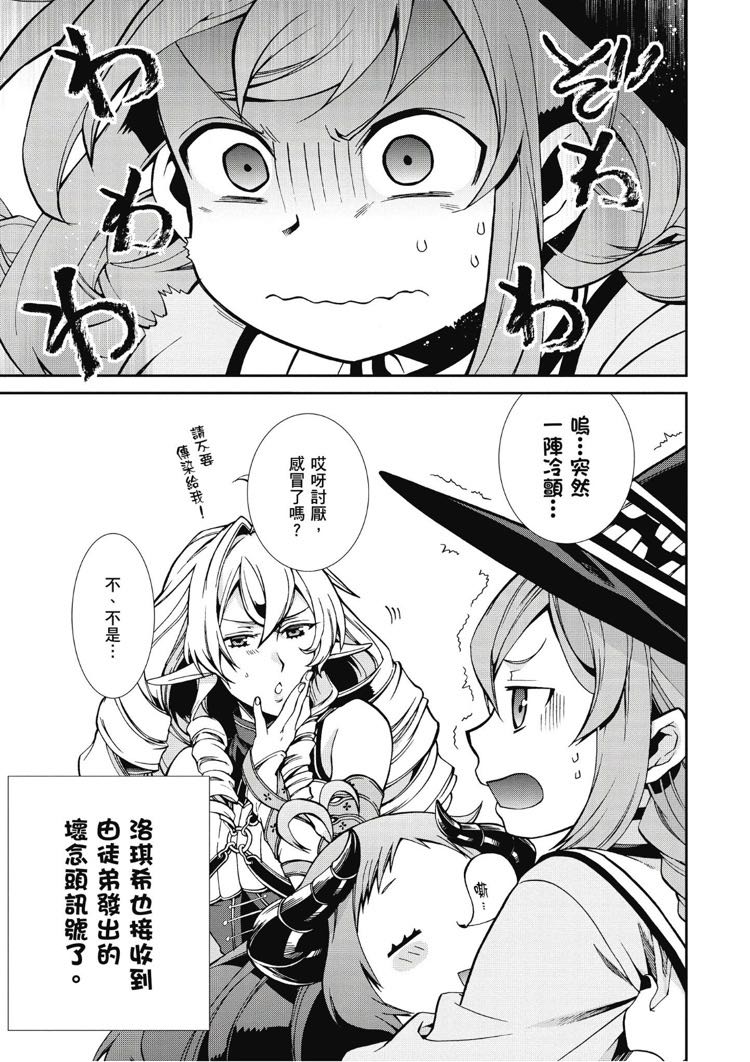 ぞわ
わ
わ
わ
わ
嗚…突然
一陣冷顫…
哎呀討厭，
感冒了嗎？
請不要
傳染給我！
不、不是…
嘶…
洛琪希也接收到
由徒弟發出的
壞念頭訊號了。